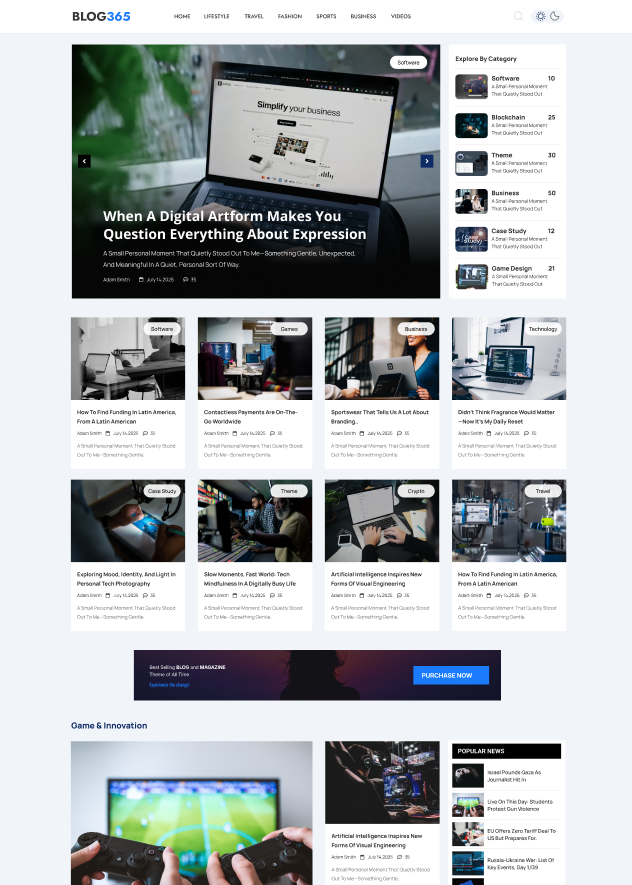 BLOG365
HOME LIFESTYLE TRAVEL FASHION SPORTS BUSINESS VIDEOS
Software
Simplify your business
When A Digital Artform Makes You
Question Everything About Expression
A Small Personal Moment That Quietly Stood Out To Me—Something Gentle, Unexpected,
And Meaningful In A Quiet, Personal Sort Of Way.
Adam Smith July 14,2025 35
Explore By Category
Software 10
A Small Personal Moment
That Quietly Stood Out
Blockchain 25
A Small Personal Moment
That Quietly Stood Out
Theme 30
A Small Personal Moment
That Quietly Stood Out
Business 50
A Small Personal Moment
That Quietly Stood Out
Case Study 12
A Small Personal Moment
That Quietly Stood Out
Game Design 21
A Small Personal Moment
That Quietly Stood Out
Software
How To Find Funding In Latin America,
From A Latin American
Adam Smith July 14,2025 35
A Small Personal Moment That Quietly Stood
Out To Me—Something Gentle,
Games
Contactless Payments Are On-The-
Go Worldwide
Adam Smith July 14,2025 35
A Small Personal Moment That Quietly Stood
Out To Me—Something Gentle,
Business
Sportswear That Tells Us A Lot About
Branding..
Adam Smith July 14,2025 35
A Small Personal Moment That Quietly Stood
Out To Me—Something Gentle,
Technology
Didn't Think Fragrance Would Matter
—Now It's My Daily Reset
Adam Smith July 14,2025 35
A Small Personal Moment That Quietly Stood
Out To Me—Something Gentle
Case Study
Exploring Mood, Identity, And Light In
Personal Tech Photography
Adam Smith July 14,2025 35
A Small Personal Moment That Quietly Stood
Out To Me—Something Gentle,
Theme
Slow Moments, Fast World: Tech
Mindfulness In A Digitally Busy Life
Adam Smith July 14,2025 35
A Small Personal Moment That Quietly Stood
Out To Me—Something Gentle,
Crypto
Artificial Intelligence Inspires New
Forms Of Visual Engineering
Adam Smith July 14,2025 35
A Small Personal Moment That Quietly Stood
Out To Me—Something Gentle,
Travel
How To Find Funding In Latin America,
From A Latin American
Adam Smith July 14,2025 35
A Small Personal Moment That Quietly Stood
Out To Me—Something Gentle,
Best Selling BLOG and MAGAZINE
Theme of All Time
Experience the change!
PURCHASE NOW
Game & Innovation
Artificial Intelligence Inspires New
Forms Of Visual Engineering
Adam Smith July 14,2025 35
A Small Personal Moment That Quietly Stood
Out To Me—Something Gentle,
POPULAR NEWS
Israel Pounds Gaza As
Journalist Hit In
Live On This Day: Students
Protest Gun Violence
EU Offers Zero Tariff Deal To
US But Prepares For.
Russia-Ukraine War: List Of
Key Events, Day 1,139